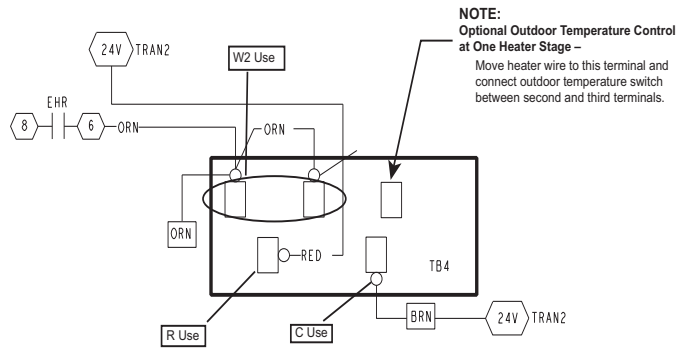 NOTE:
Optional Outdoor Temperature Control
at One Heater Stage –
Move heater wire to this terminal and
connect outdoor temperature switch
between second and third terminals.
24V TRAN2
W2 Use
EHR
8 6 ORN
ORN
ORN
RED
TB4
R Use
C Use
BRN
24V TRAN2